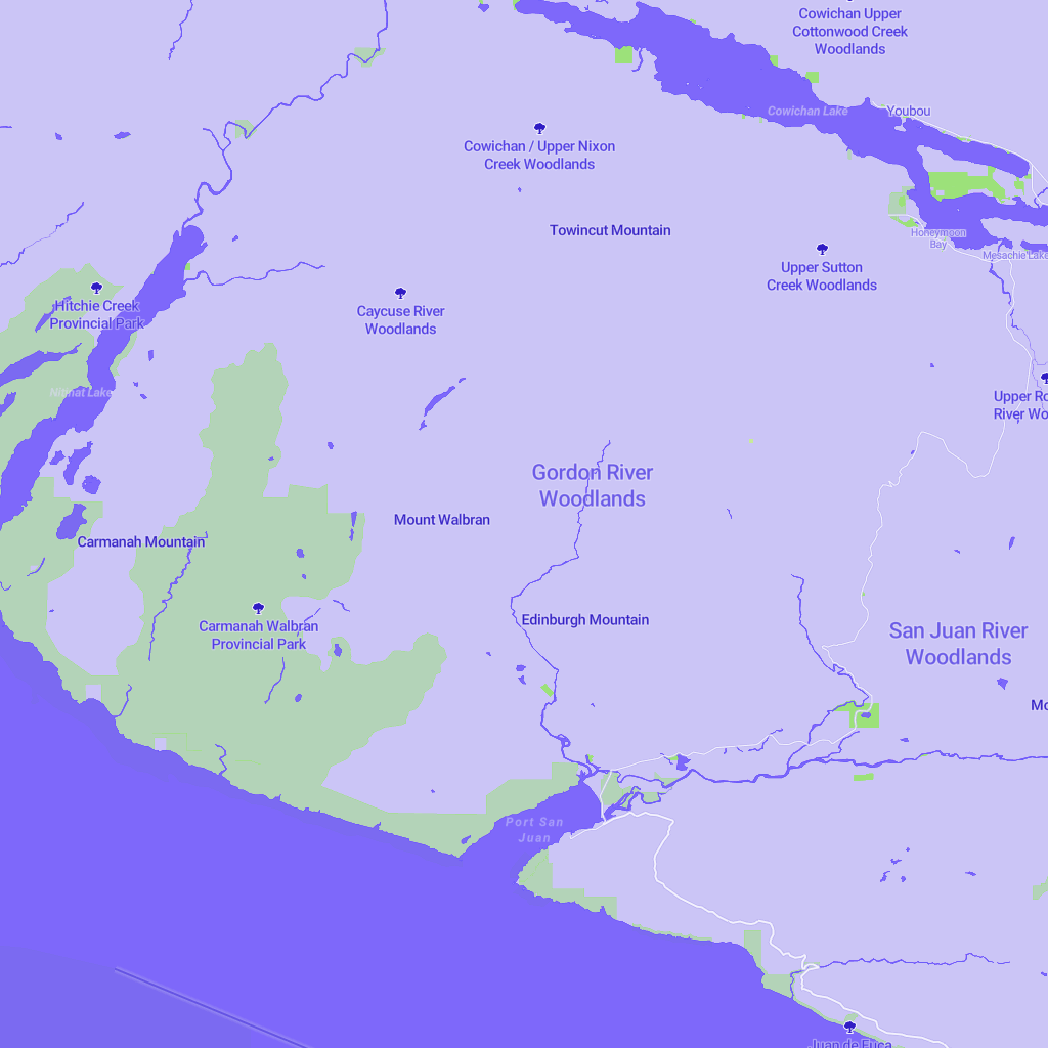 Cowichan Upper
Cottonwood Creek
Woodlands
Cowichan Lake
Youbou
Cowichan / Upper Nixon
Creek Woodlands
Towincut Mountain
Honeymoon
Bay
Mesachie Lake
Upper Sutton
Creek Woodlands
Hitchie Creek
Provincial Park
Caycuse River
Woodlands
Nitinat Lake
Upper Ro
River Wo
Gordon River
Woodlands
Mount Walbran
Carmanah Mountain
Carmanah Walbran
Provincial Park
Edinburgh Mountain
San Juan River
Woodlands
Mo
Port San
Juan
Juan de Fuca